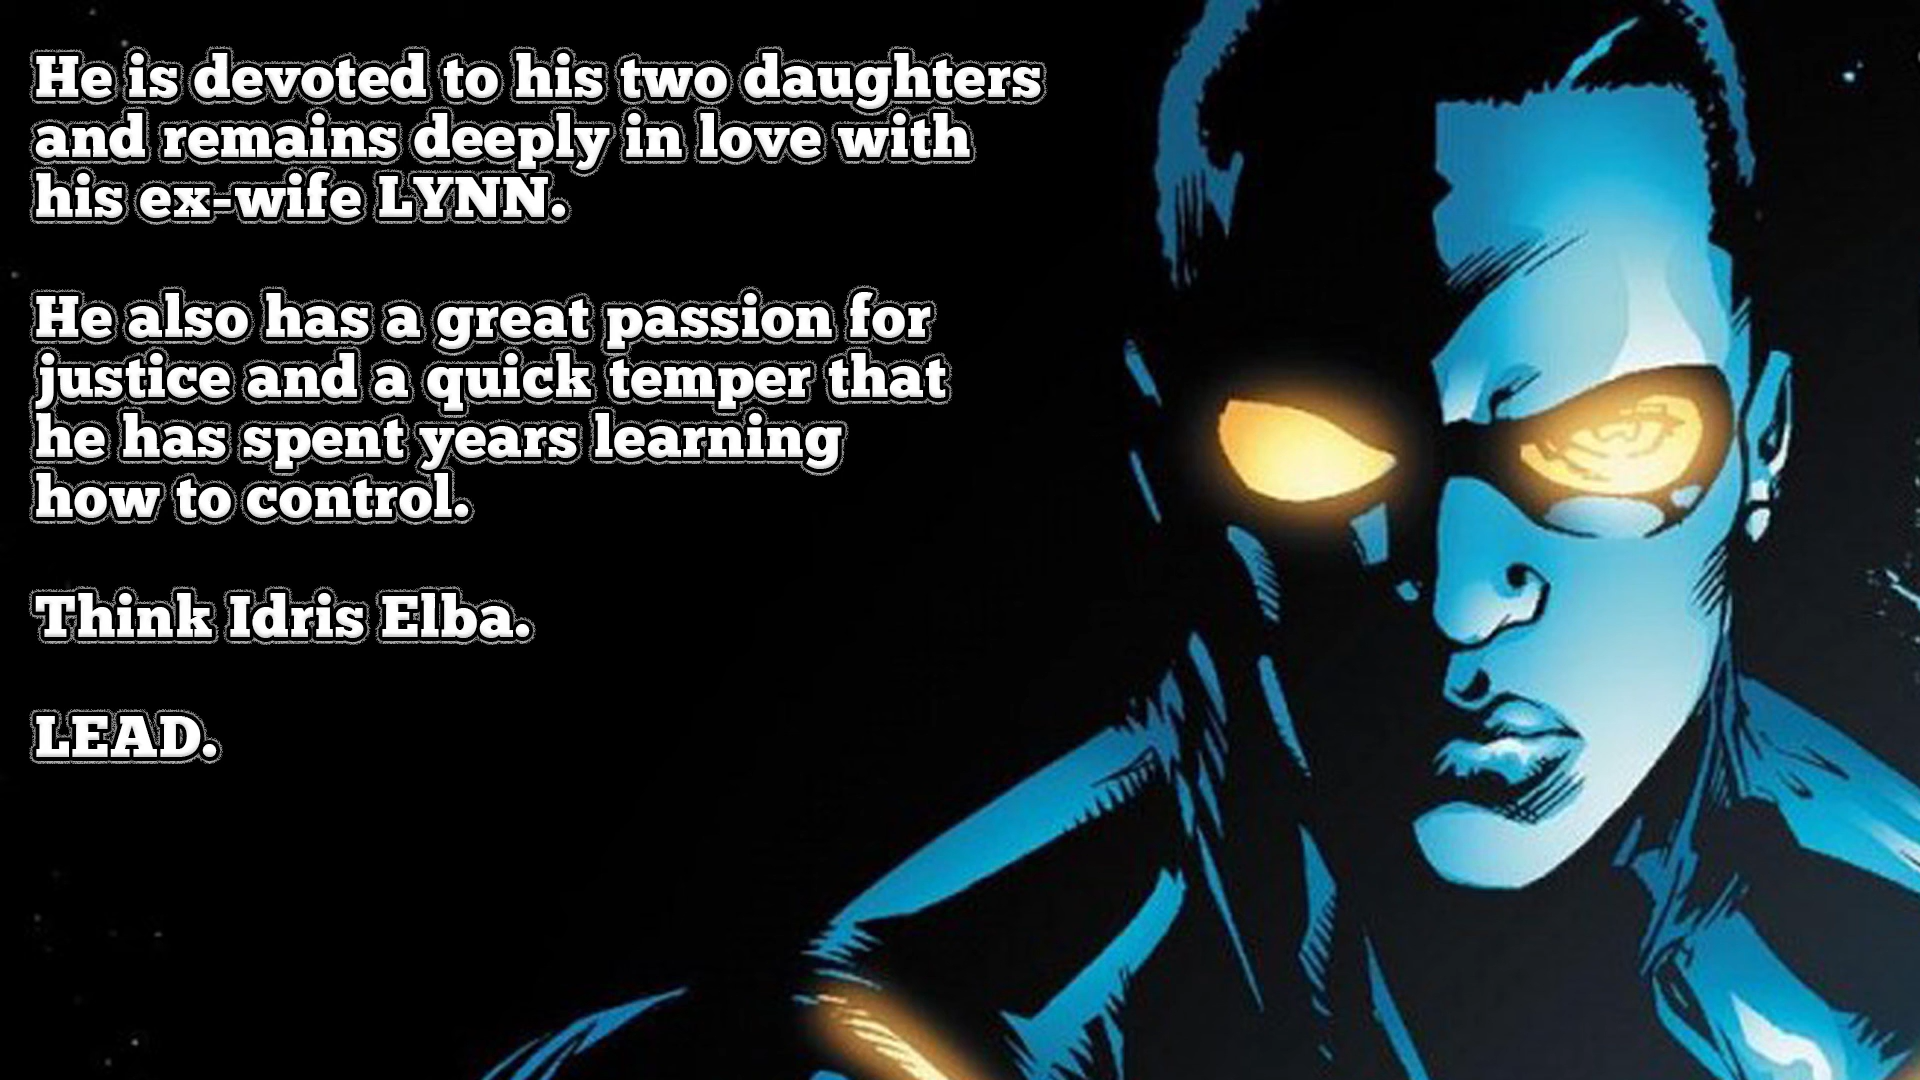 He is devoted to his two daughters
and remains deeply in love with
his ex-wife LYNN.
He also has a great passion for
justice and a quick temper that
he has spent years learning
how to control.
Think Idris Elba.
LEAD.